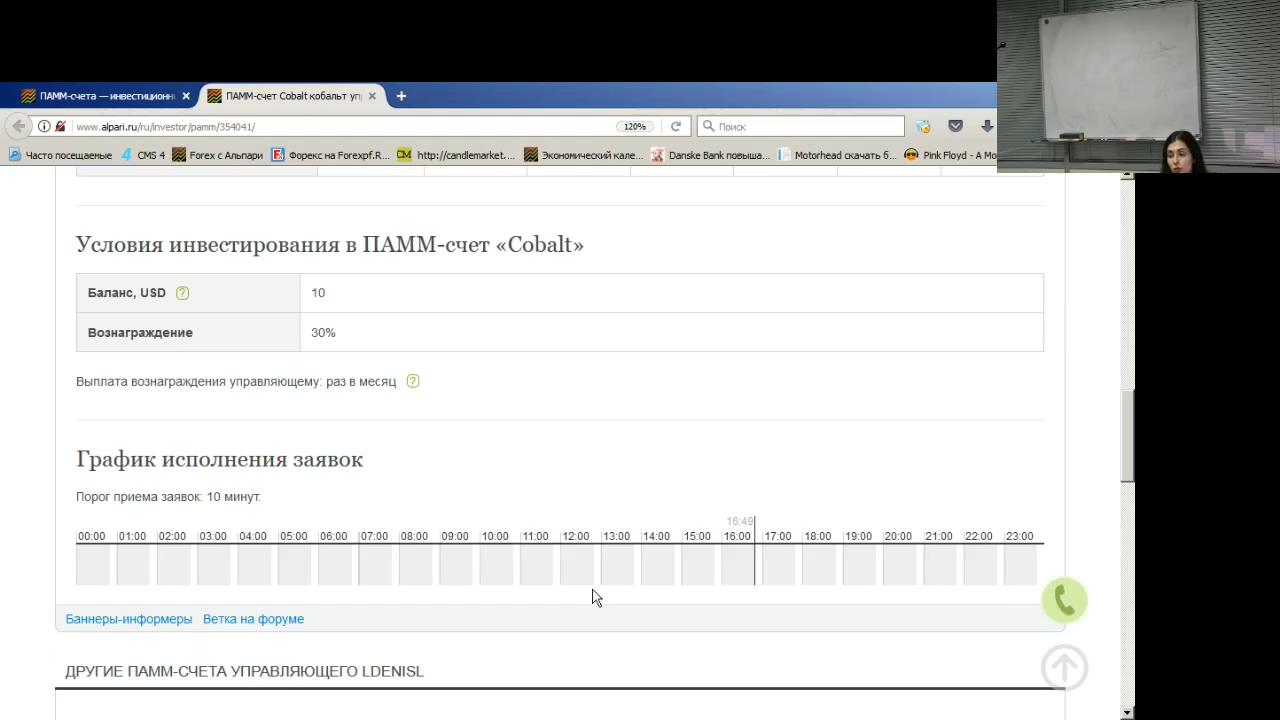 ПАММ-счета — инвестиционн
ПАММ-счет Cobalt кобальт уп
www.alpari.ru/ru/investor/pamm/354041/
120%
Поиск
Часто посещаемые
CMS 4
Forex с Альпари
Форекс на Forexpf.R...
http://candlemarket....
Экономический кале...
Danske Bank повыша...
Motorhead скачать б...
Pink Floyd - A Mo
Условия инвестирования в ПАММ-счет «Cobalt»
Баланс, USD ? 10
Вознаграждение 30%
Выплата вознаграждения управляющему: раз в месяц ?
График исполнения заявок
Порог приема заявок: 10 минут.
16:49
00:00 01:00 02:00 03:00 04:00 05:00 06:00 07:00 08:00 09:00 10:00 11:00 12:00 13:00 14:00 15:00 16:00 17:00 18:00 19:00 20:00 21:00 22:00 23:00
Баннеры-информеры Ветка на форуме
ДРУГИЕ ПАММ-СЧЕТА УПРАВЛЯЮЩЕГО LDENISL